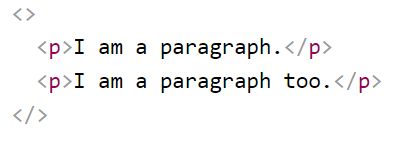 <>
  <p>I am a paragraph.</p>
  <p>I am a paragraph too.</p>
</>